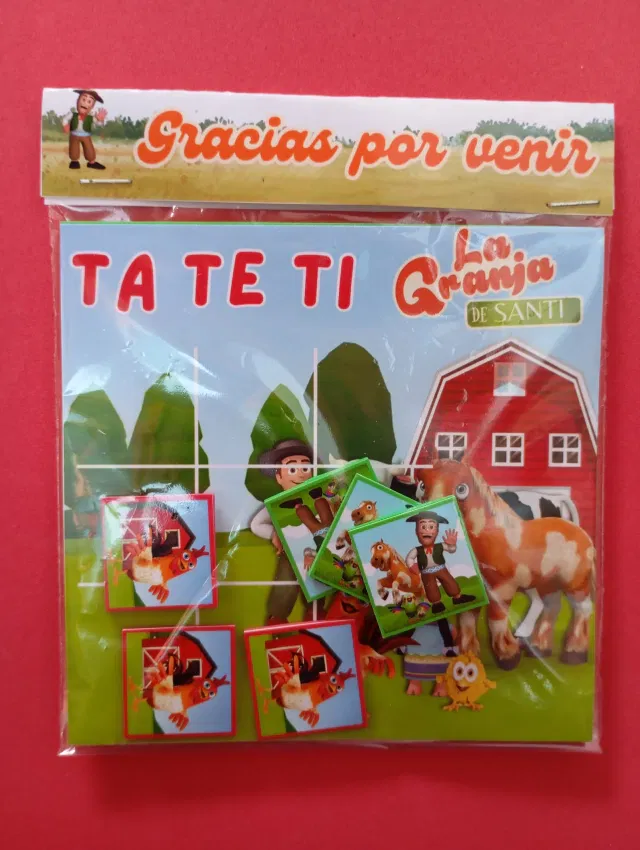 Gracias por venir
TA TE TI
La
Granja
DE SANTI